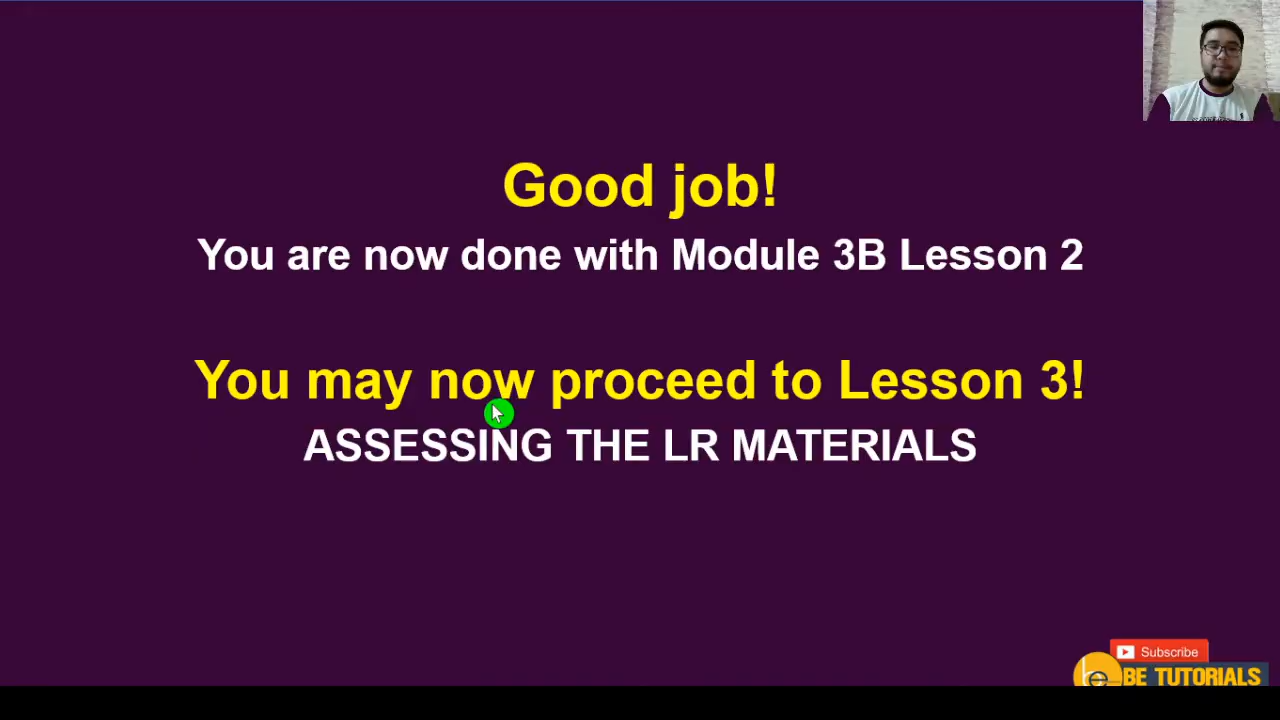 Good job!
You are now done with Module 3B Lesson 2
You may now proceed to Lesson 3!
ASSESSING THE LR MATERIALS
Subscribe
BE TUTORIALS